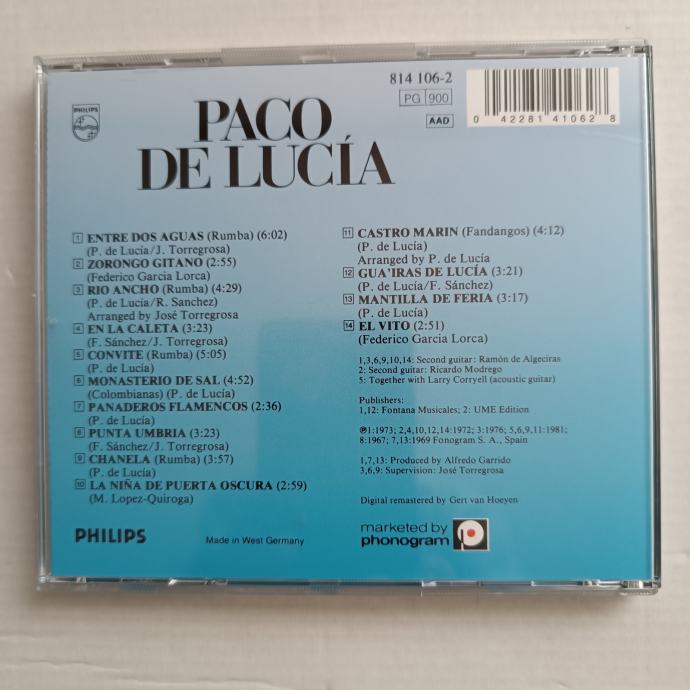 PHILIPS
PACO
DE LUCÍA
814 106-2
PG 900
AAD
0 42281 41062 8
1 ENTRE DOS AGUAS (Rumba) (6:02)
(P. de Lucía/J. Torregrosa)
2 ZORONGO GITANO (2:55)
(Federico Garcia Lorca)
3 RIO ANCHO (Rumba) (4:29)
(P. de Lucía/R. Sanchez)
Arranged by José Torregrosa
4 EN LA CALETA (3:23)
(F. Sánchez/J. Torregrosa)
5 CONVITE (Rumba) (5:05)
(P. de Lucía)
6 MONASTERIO DE SAL (4:52)
(Colombianas) (P. de Lucía)
7 PANADEROS FLAMENCOS (2:36)
(P. de Lucía)
8 PUNTA UMBRIA (3:23)
(F. Sánchez/J. Torregrosa)
9 CHANELA (Rumba) (3:57)
(P. de Lucía)
10 LA NIÑA DE PUERTA OSCURA (2:59)
(M. Lopez-Quiroga)
11 CASTRO MARIN (Fandangos) (4:12)
(P. de Lucía)
Arranged by P. de Lucía
12 GUA'IRAS DE LUCÍA (3:21)
(P. de Lucía/F. Sánchez)
13 MANTILLA DE FERIA (3:17)
(P. de Lucía)
14 EL VITO (2:51)
(Federico Garcia Lorca)
1,3,6,9,10,14: Second guitar: Ramón de Algeciras
2: Second guitar: Ricardo Modrego
5: Together with Larry Corryell (acoustic guitar)
Publishers:
1,12: Fontana Musicales; 2: UME Edition
℗1:1973; 2,4,10,12,14:1972; 3:1976; 5,6,9,11:1981;
8:1967; 7,13:1969 Fonogram S. A., Spain
1,7,13: Produced by Alfredo Garrido
3,6,9: Supervision: José Torregrosa
Digital remastered by Gert van Hoeyen
PHILIPS
Made in West Germany
marketed by
phonogram